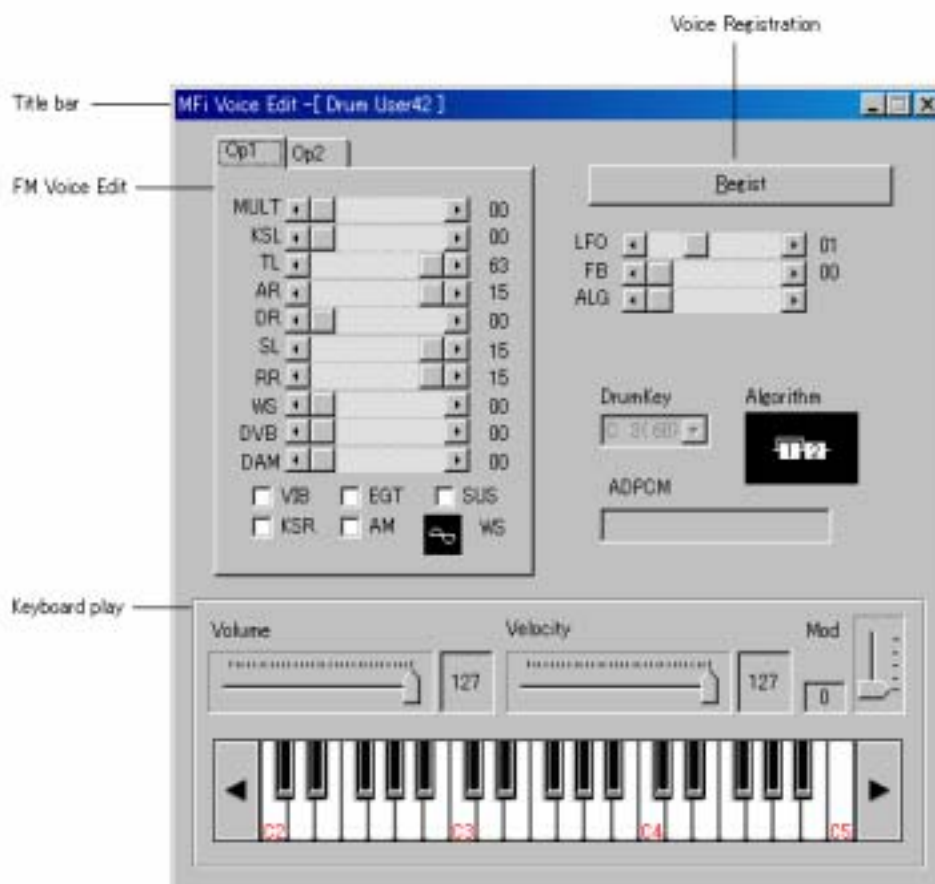 Voice Registration
Title bar
MFi Voice Edit -[ Drum User42 ]
Op1 Op2
FM Voice Edit
Regist
MULT 00
KSL 00
TL 63
AR 15
DR 00
SL 15
RR 15
WS 00
DVB 00
DAM 00
VIB EGT SUS
KSR AM WS
LFO 01
FB 00
ALG
DrumKey Algorithm
1 2
ADPCM
Keyboard play
Volume Velocity Mod
127 127 0
C2 C3 C4 C5